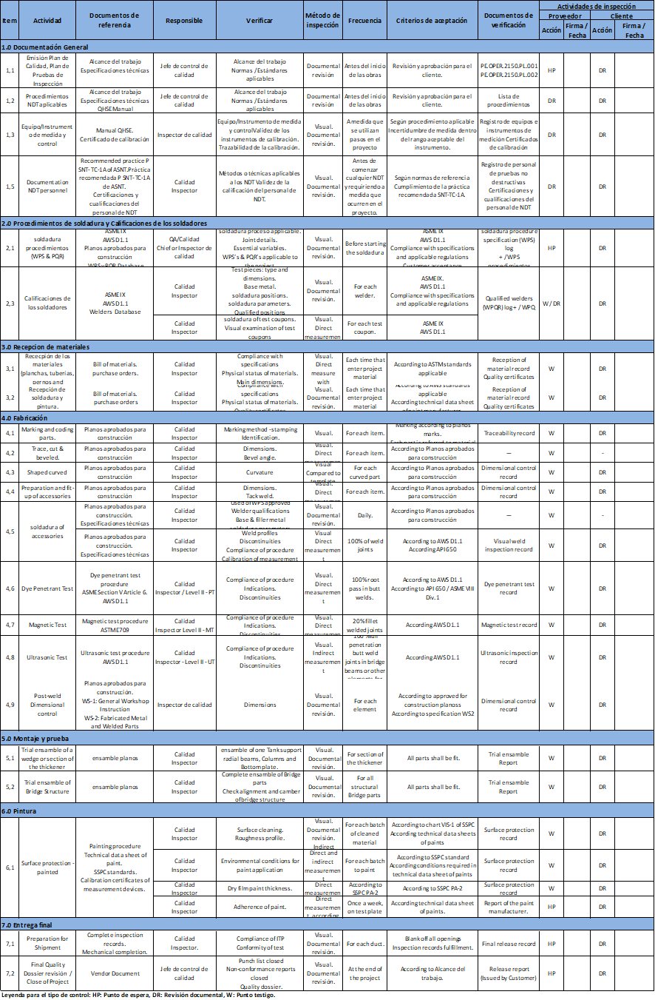 Item
Actividad
Documentos de
referencia
Responsible
Verificar
Método de
inspección
Frecuencia
Criterios de aceptación
Documentos de
verificación
Actividades de inspección
Proveedor
Cliente
Acción
Firma /
Fecha
Acción
Firma /
Fecha
1.0 Documentación General
1,1
Emisión Plan de
Calidad, Plan de
Pruebas de
Inspección
Alcance del trabajo
Especificaciones técnicas
Jefe de control de
calidad
Alcance del trabajo
Normas / Estándares
aplicables
Documental
revisión
Antes del inicio
de las obras
Revisión y aprobación para el
cliente.
PE.OPER.2150.PL.001
PE.OPER.2150.PL.002
HP
DR
1,2
Procedimientos
NDT aplicables
Alcance del trabajo
Especificaciones técnicas
QHSE Manual
Jefe de control de
calidad
Alcance del trabajo
Normas / Estándares
aplicables
Documental
revisión
Antes del inicio
de las obras
Revisión y aprobación para el
cliente.
Lista de
procedimientos
DR
DR
1,3
Equipo/Instrument
o de medida y
control
Manual QHSE.
Certificado de calibración
Inspector de calidad
Equipo/Instrumento de medida
y controlValidez de los
instrumentos de calibración.
Trazabilidad de la calibración.
Visual.
Documental
revisión.
A medida que
se utilizan
pasos en el
proyecto
Según procedimiento aplicable
Incertidumbre de medida dentro
del rango aceptable del
instrumento.
Registro de equipos e
instrumentos de
medición Certificados
de calibración
DR
DR
1,5
Documentation
NDT personnel
Recommended practice P
SNT- TC-1A of ASNT.Práctica
recomendada P SNT- TC-1A
de ASNT.
Certificaciones y
cualificaciones del
personal de NDT
Calidad
Inspector
Métodos o técnicas aplicables
a los NDT Validez de la
calificación del personal de
NDT.
Visual.
Documental
revisión.
Antes de
comenzar
cualquier NDT
y requiriendo a
medida que
ocurren en el
proyecto.
Según normas de referencia
Cumplimiento de la práctica
recomendada SNT-TC-1A.
Registro de personal
de pruebas no
destructivas
Certificaciones y
cualificaciones del
personal de NDT
DR
DR
2.0 Procedimientos de soldadura y Calificaciones de los soldadores
2,1
soldadura
procedimientos
(WPS & PQR)
ASME IX
AWS D1.1
Planos aprobados para
construcción
WPS y PQR Database
QA/Calidad
Chief or Inspector de
calidad
soldadura proceso applicable.
Joint details.
Essential variables.
WPS´s & PQR's applicable to
the project
Visual.
Documental
revisión.
Before starting
the soldadura
ASME IX
AWS D1.1
Compliance with specifications
and applicable regulations
Customer acceptance
soldadura procedure
specification (WPS)
log
+ / WPS
procedimientos
HP
DR
2,3
Calificaciones de
los soldadores
ASME IX
AWS D1.1
Welders Database
Calidad
Inspector
Test pieces: type and
dimensions.
Base metal.
soldadura positions.
soldadura parameters.
Qualified positions
Visual.
Documental
revisión.
For each
welder.
ASME IX.
AWS D1.1
Compliance with specifications
and applicable regulations
Qualified welders
(WPQR) log + / WPQ
W / DR
DR
Calidad
Inspector
soldadura of test coupons.
Visual examination of test
coupons
Visual.
Direct
measuremen
For each test
coupon.
ASME IX
AWS D1.1
3.0 Recepcion de materiales
3,1
Recepción de los
materiales
(planchas, tuberías,
pernos and
Bill of materials.
purchase orders.
Calidad
Inspector
Compliance with
specifications
Physical status of materials.
Main dimensions.
Visual.
Direct
measure
with
Each time that
enter project
material
According to ASTM standards
applicable
Reception of
material record
Quality certificates
W
DR
3,2
Recepción de
soldadura y
pintura.
Bill of materials.
purchase orders
Calidad
Inspector
Compliance with
specifications
Physical status of materials.
Quality certificates
Visual.
Documental
revisión.
Each time that
enter project
material
According to AWS standards
applicable
According technical data sheet
of paint manufacturer
Reception of
material record
Quality certificates
W
DR
4.0 Fabricación
4,1
Marking and coding
parts.
Planos aprobados para
construcción
Calidad
Inspector
Marking method - stamping
Identification.
Visual.
For each item.
Marking according to planos
marks.
Each part is referred to material
Traceability record
W
DR
4,2
Trace, cut &
beveled.
Planos aprobados para
construcción
Calidad
Inspector
Dimensions.
Bevel angle.
Visual.
Direct
measuremen
For each item.
According to Planos aprobados
para construcción
—
W
-
4,3
Shaped curved
Planos aprobados para
construcción
Calidad
Inspector
Curvature
Visual
Compared to
template
For each
curved part
According to Planos aprobados
para construcción
Dimensional control
record
W
DR
4,4
Preparation and fit-
up of accessories
Planos aprobados para
construcción
Calidad
Inspector
Dimensions.
Tack weld.
Visual.
Direct
measuremen
For each item.
According to Planos aprobados
para construcción
Dimensional control
record
W
DR
4,5
soldadura of
accessories
Planos aprobados para
construcción.
Especificaciones técnicas
Calidad
Inspector
Used of WPS approved
Welder qualifications
Base & filler metal
soldadura parameters
Visual.
Documental
revisión.
Daily.
According to Planos aprobados
para construcción
—
W
-
Planos aprobados para
construcción.
Especificaciones técnicas
Calidad
Inspector
Weld profiles
Discontinuities
Compliance of procedure
Calibration of measurement
Visual
Direct
measuremen
100% of weld
joints
According to AWS D1.1
According API 650
Visual weld
inspection record
W
DR
4,6
Dye Penetrant Test
Dye penetrant test
procedure
ASME Section V Article 6.
AWS D1.1
Calidad
Inspector / Level II - PT
Compliance of procedure
Indications.
Discontinuities
Visual.
Direct
measuremen
t
100% root
pass in butt
welds.
According to AWS D1.1
According to API 650 / ASME VIII
Div.1
Dye penetrant test
record
W
DR
4,7
Magnetic Test
Magnetic test procedure
ASTM E709
Calidad
Inspector Level II - MT
Compliance of procedure
Indications.
Discontinuities
Visual.
Direct
measuremen
20% fillet
welded joints
According AWS D1.1
Magnetic test record
W
DR
4,8
Ultrasonic Test
Ultrasonic test procedure
AWS D1.1
Calidad
Inspector - Level II - UT
Compliance of procedure
Indications.
Discontinuities
Visual.
Indirect
measuremen
t
100 %full
penetration
butt weld
joints in bridge
beams or other
elements for
According AWS D1.1
Ultrasonic inspection
record
W
DR
4,9
Post-weld
Dimensional
control
Planos aprobados para
construcción.
WS-1: General Workshop
Instruction
WS-2: Fabricated Metal
and Welded Parts
Inspector de calidad
Dimensions
Visual.
Documental
revisión.
For each
element
According to approved for
construction planoss
According to specification WS2
Dimensional control
record
W
DR
5.0 Montaje y prueba
5,1
Trial ensamble of a
wedge or section of
the thickener
ensamble planos
Calidad
Inspector
ensamble of one Tank support
radial beams, Columns and
Bottom plate.
Visual.
Documental
revisión.
For section of
the thickener
All parts shall be fit.
Trial ensamble
Report
W
DR
5,2
Trial ensamble of
Bridge Structure
ensamble planos
Calidad
Inspector
Complete ensamble of Bridge
parts
Check alignment and camber
of bridge structure
Visual.
Documental
revisión.
For all
structural
Bridge parts
All parts shall be fit.
Trial ensamble
Report
W
DR
6.0 Pintura
6,1
Surface protection -
painted
Painting procedure
Technical data sheet of
paint.
SSPC standards.
Calibration certificates of
measurement devices.
Calidad
Inspector
Surface cleaning.
Roughness profile.
Visual.
Documental
revisión.
Indirect
For each batch
of cleaned
material
According to chart VIS-1 of SSPC
According technical data sheets
of paints
Surface protection
record
W
DR
Calidad
Inspector
Environmental conditions for
paint application
Direct and
indirect
measuremen
t
For each batch
to paint
According to SSPC standard
According conditions required in
technical data sheet of paints
Surface protection
record
W
DR
Calidad
Inspector
Dry film paint thickness.
Direct
measuremen
According to
SSPC PA-2
According to SSPC PA-2
Surface protection
record
W
DR
Calidad
Inspector
Adherence of paint.
Direct
measuremen
t, according
Once a week,
on test plate
According technical data sheet
of paints.
Report of the paint
manufacturer.
HP
DR
7.0 Entrega final
7,1
Preparation for
Shipment
Complete inspection
records.
Mechanical completion.
Calidad
Inspector.
Compliance of ITP
Conformity of test
Visual.
Documental
revisión.
For each duct.
Blank off all openings
Inspection records fulfillment.
Final release record
HP
DR
7,2
Final Quality
Dossier revisión /
Close of Project
Vendor Document
Jefe de control de
calidad
Punch list closed
Non-conformance reports
closed
Quality dossier.
Visual.
Documental
revisión.
At the end of
the project
According to Alcance del
trabajo.
Release report
(Issued by Customer)
HP
DR
Leyenda para el tipo de control: HP: Punto de espera, DR: Revisión documental, W: Punto testigo.